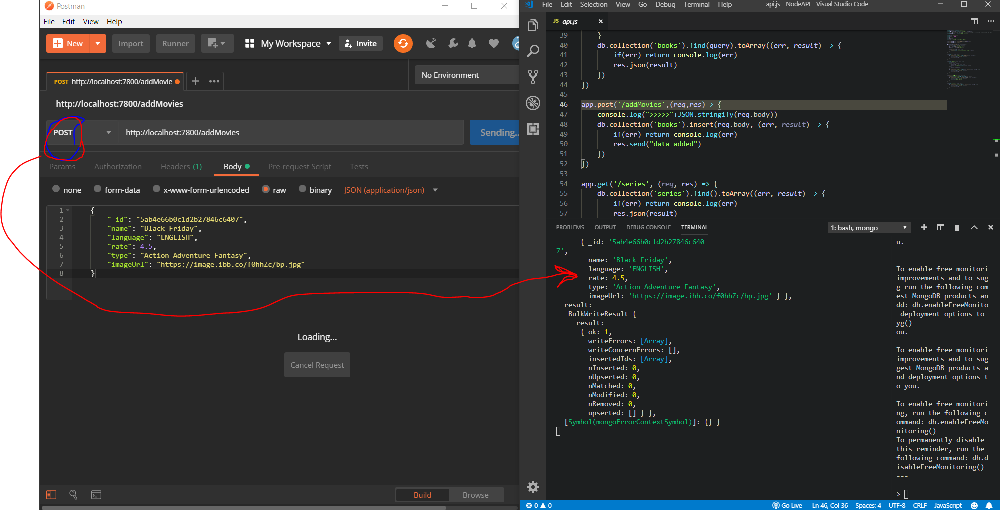 Postman
File Edit View Help
New Import Runner My Workspace Invite
POST http://localhost:7800/addMovie
No Environment
http://localhost:7800/addMovies
POST http://localhost:7800/addMovies Sending..
Params Authorization Headers (1) Body Pre-request Script Tests
none form-data x-www-form-urlencoded raw binary JSON (application/json)
1 {
2 "_id": "5ab4e66b0c1d2b27846c6407",
3 "name": "Black Friday",
4 "language": "ENGLISH",
5 "rate": 4.5,
6 "type": "Action Adventure Fantasy",
7 "imageUrl": "https://image.ibb.co/f0hhZc/bp.jpg"
8 }
Loading...
Cancel Request
Build Browse
File Edit Selection View Go Debug Terminal Help api.js - NodeAPI - Visual Studio Code
JS api.js
39 }
40 db.collection('books').find(query).toArray((err, result) => {
41 if(err) return console.log(err)
42 res.json(result)
43 })
44 })
45
46 app.post('/addMovies',(req,res)=> {
47 console.log(">>>>>"+JSON.stringify(req.body))
48 db.collection('books').insert(req.body, (err, result) => {
49 if(err) return console.log(err)
50 res.send("data added")
51 })
52 })
53
54 app.get('/series', (req, res) => {
55 db.collection('series').find().toArray((err, result) => {
56 if(err) return console.log(err)
57 res.json(result)
PROBLEMS OUTPUT DEBUG CONSOLE TERMINAL 1: bash, mongo
{ _id: '5ab4e66b0c1d2b27846c640
7',
name: 'Black Friday',
language: 'ENGLISH',
rate: 4.5,
type: 'Action Adventure Fantasy',
imageUrl: 'https://image.ibb.co/f0hhZc/bp.jpg' } },
result:
BulkWriteResult {
result:
{ ok: 1,
writeErrors: [Array],
writeConcernErrors: [],
insertedIds: [Array],
nInserted: 0,
nUpserted: 0,
nMatched: 0,
nModified: 0,
nRemoved: 0,
upserted: [] } },
[Symbol(mongoErrorContextSymbol)]: {} }
u.
To enable free monitori
improvements and to sug
g run the following com
est MongoDB products an
dd: db.enableFreeMonito
deployment options to
yg()
ou.
To enable free monitori
improvements and to sug
gest MongoDB products a
nd deployment options t
o you.
To enable free monitori
ng, run the following c
ommand: db.enableFreeMo
nitoring()
To permanently disable
this reminder, run the
following command: db.d
isableFreeMonitoring()
---
>
0 0 Go Live Ln 46, Col 36 Spaces: 4 UTF-8 CRLF JavaScript